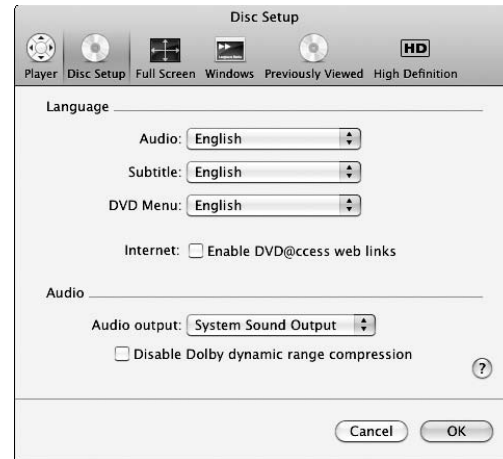 Disc Setup
HD
Player Disc Setup Full Screen Windows Previously Viewed High Definition
Language
Audio: English
Subtitle: English
DVD Menu: English
Internet: Enable DVD@ccess web links
Audio
Audio output: System Sound Output
Disable Dolby dynamic range compression
?
Cancel OK